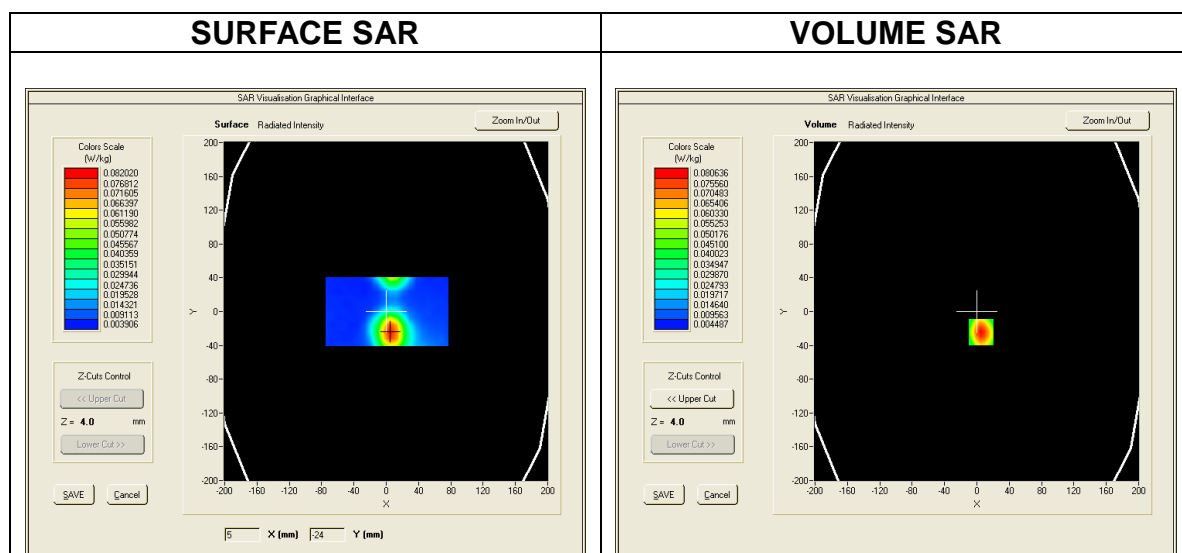 SURFACE SAR
VOLUME SAR
SAR Visualisation Graphical Interface
Surface Radiated Intensity
Zoom In/Out
Colors Scale
(W/kg)
0.082020
0.076812
0.071605
0.066397
0.061190
0.055982
0.050774
0.045567
0.040359
0.035151
0.029944
0.024736
0.019528
0.014321
0.009113
0.003906
200
160
120
80
40
0
-40
-80
-120
-160
-200
Y
-200 -160 -120 -80 -40 0 40 80 120 160 200
X
Z-Cuts Control
<< Upper Cut
Z = 4.0 mm
Lower Cut >>
SAVE Cancel
5 X (mm) -24 Y (mm)
SAR Visualisation Graphical Interface
Volume Radiated Intensity
Zoom In/Out
Colors Scale
(W/kg)
0.080636
0.075560
0.070483
0.065406
0.060330
0.055253
0.050176
0.045100
0.040023
0.034947
0.029870
0.024793
0.019717
0.014640
0.009563
0.004487
200
160
120
80
40
0
-40
-80
-120
-160
-200
Y
-200 -160 -120 -80 -40 0 40 80 120 160 200
X
Z-Cuts Control
<< Upper Cut
Z = 4.0 mm
Lower Cut >>
SAVE Cancel